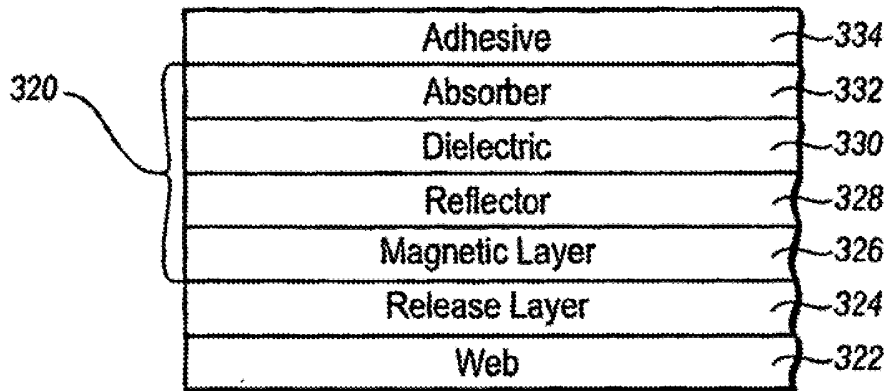 Adhesive 334
320
Absorber 332
Dielectric 330
Reflector 328
Magnetic Layer 326
Release Layer 324
Web 322